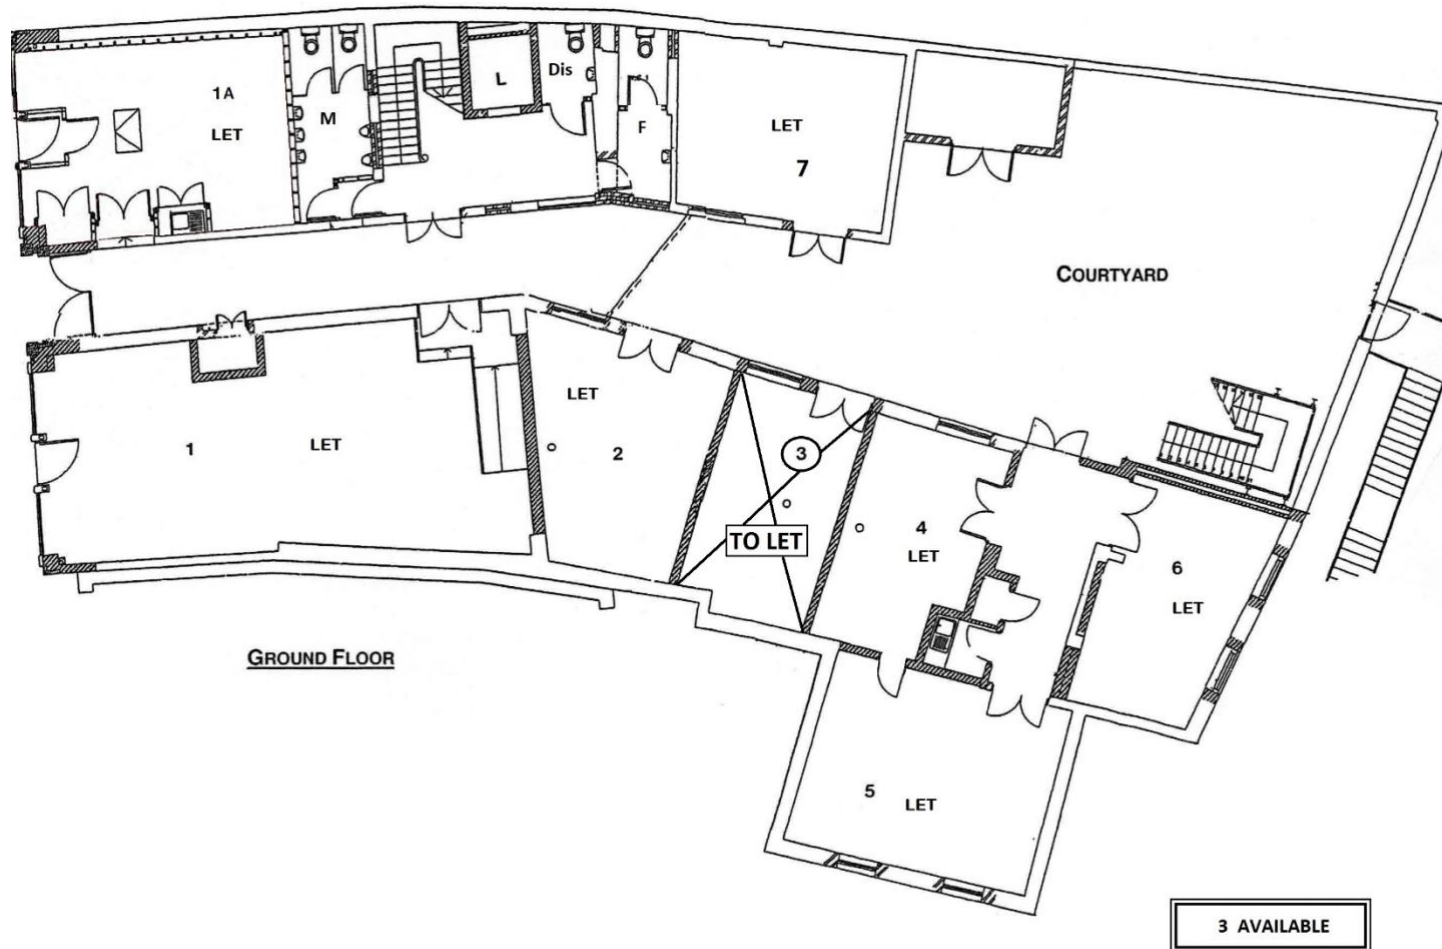 1A
LET
M
L
Dis
F
LET
7
COURTYARD
1
LET
LET
2
3
TO LET
4
LET
6
LET
5
LET
GROUND FLOOR
3 AVAILABLE